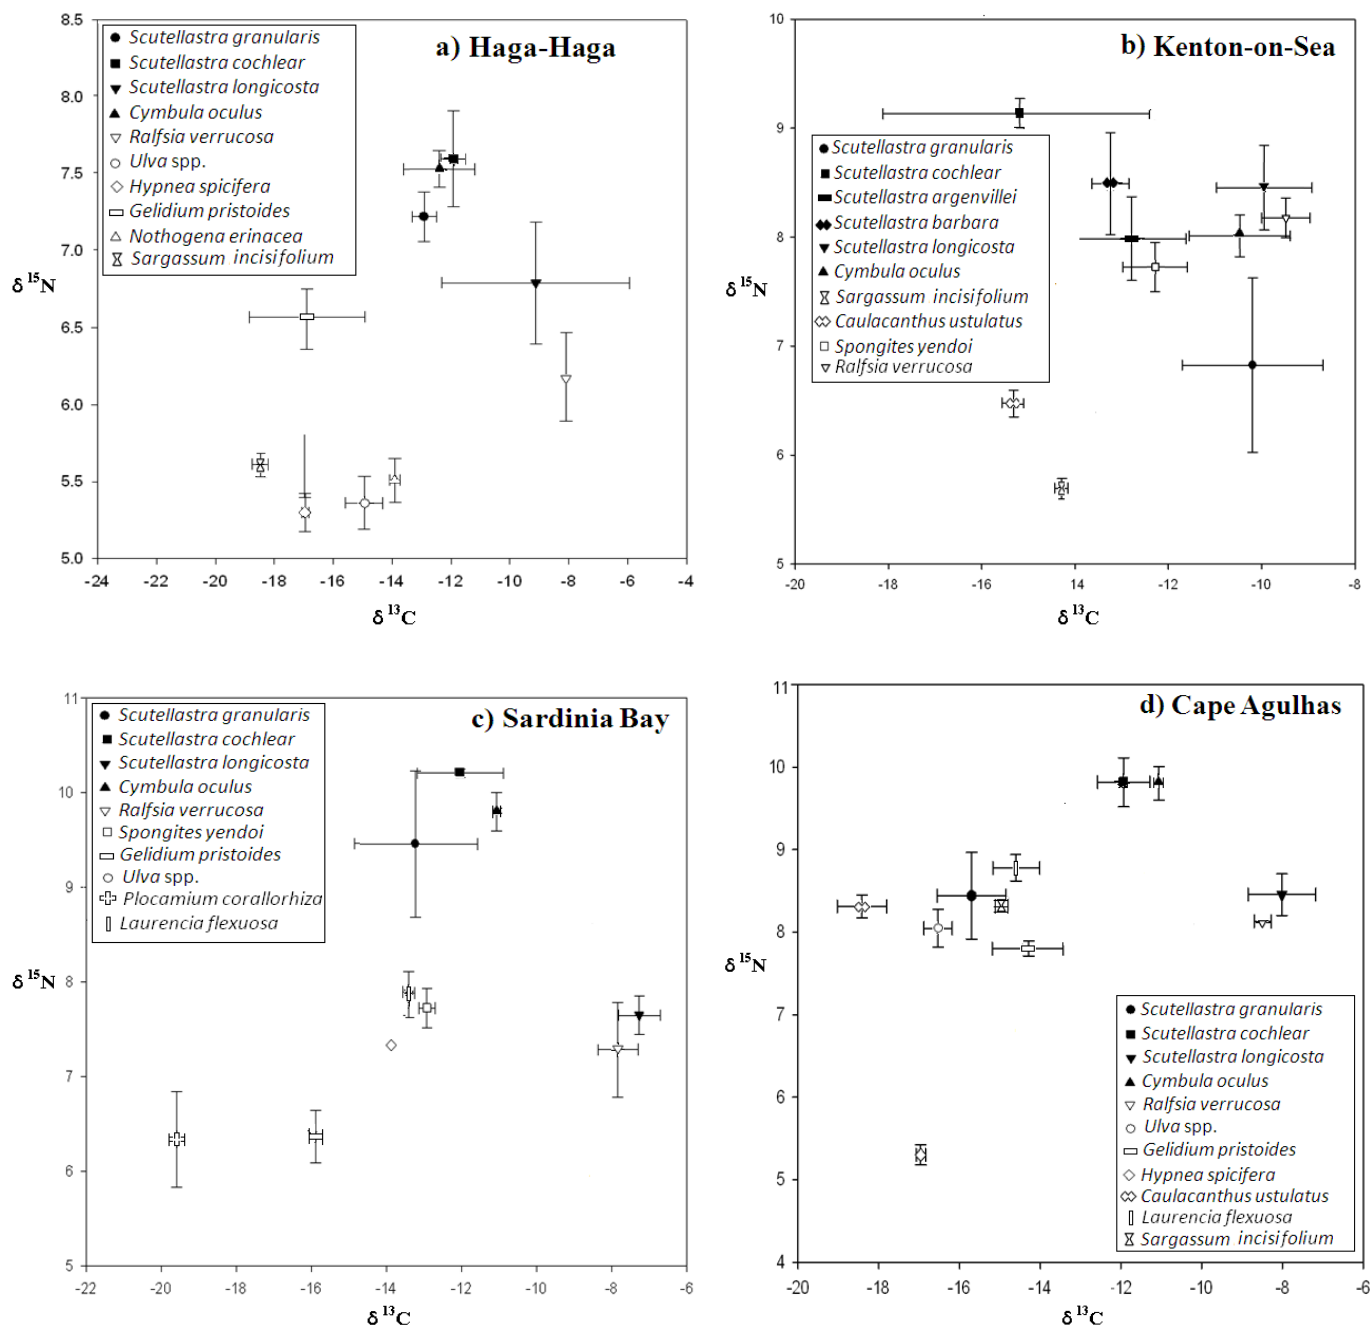 a) Haga-Haga
Scutellastra granularis
Scutellastra cochlear
Scutellastra longicosta
Cymbula oculus
Ralfsia verrucosa
Ulva spp.
Hypnea spicifera
Gelidium pristoides
Nothogena erinacea
Sargassum incisifolium
8.5
8.0
7.5
7.0
6.5
6.0
5.5
5.0
δ 15N
-24 -22 -20 -18 -16 -14 -12 -10 -8 -6 -4
δ 13C
b) Kenton-on-Sea
Scutellastra granularis
Scutellastra cochlear
Scutellastra argenvillei
Scutellastra barbara
Scutellastra longicosta
Cymbula oculus
Sargassum incisifolium
Caulacanthus ustulatus
Spongites yendoi
Ralfsia verrucosa
10
9
8
7
6
5
δ 15N
-20 -16 -14 -12 -10 -8
δ 13C
c) Sardinia Bay
Scutellastra granularis
Scutellastra cochlear
Scutellastra longicosta
Cymbula oculus
Ralfsia verrucosa
Spongites yendoi
Gelidium pristoides
Ulva spp.
Plocamium corallorhiza
Laurencia flexuosa
11
10
9
8
7
6
5
δ 15N
-22 -20 -18 -16 -14 -12 -10 -8 -6
δ 13C
d) Cape Agulhas
Scutellastra granularis
Scutellastra cochlear
Scutellastra longicosta
Cymbula oculus
Ralfsia verrucosa
Ulva spp.
Gelidium pristoides
Hypnea spicifera
Caulacanthus ustulatus
Laurencia flexuosa
Sargassum incisifolium
11
10
9
8
7
6
5
4
δ 15N
-20 -18 -16 -14 -12 -10 -8 -6
δ 13C